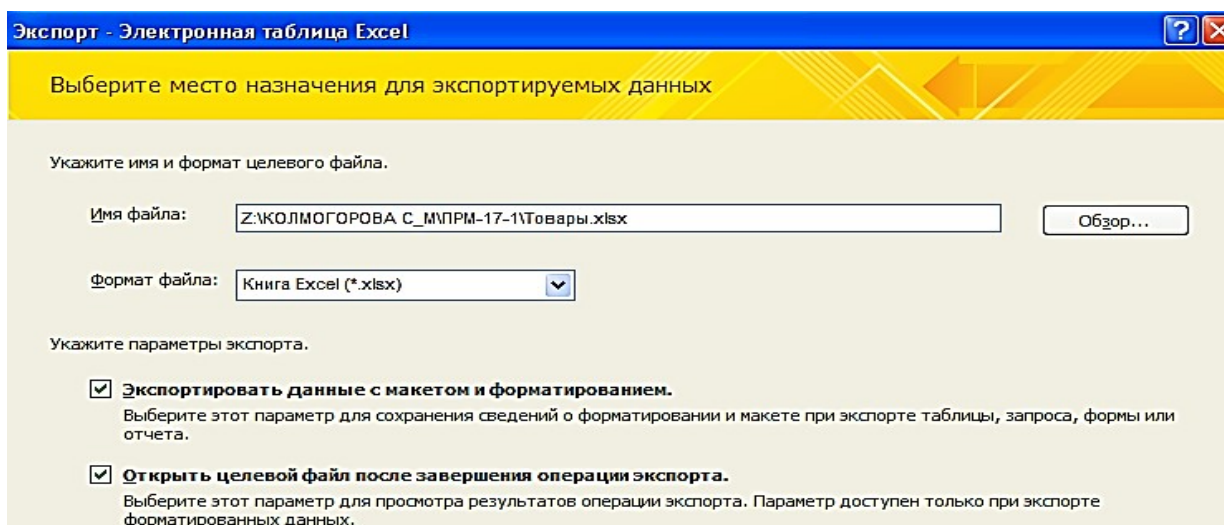 Экспорт - Электронная таблица Excel
Выберите место назначения для экспортируемых данных
Укажите имя и формат целевого файла.
Имя файла: Z:\КОЛМОГОРОВА С_М\ПРМ-17-1\Товары.xlsx Обзор...
Формат файла: Книга Excel (*.xlsx)
Укажите параметры экспорта.
Экспортировать данные с макетом и форматированием.
Выберите этот параметр для сохранения сведений о форматировании и макете при экспорте таблицы, запроса, формы или
отчета.
Открыть целевой файл после завершения операции экспорта.
Выберите этот параметр для просмотра результатов операции экспорта. Параметр доступен только при экспорте
форматированных данных.